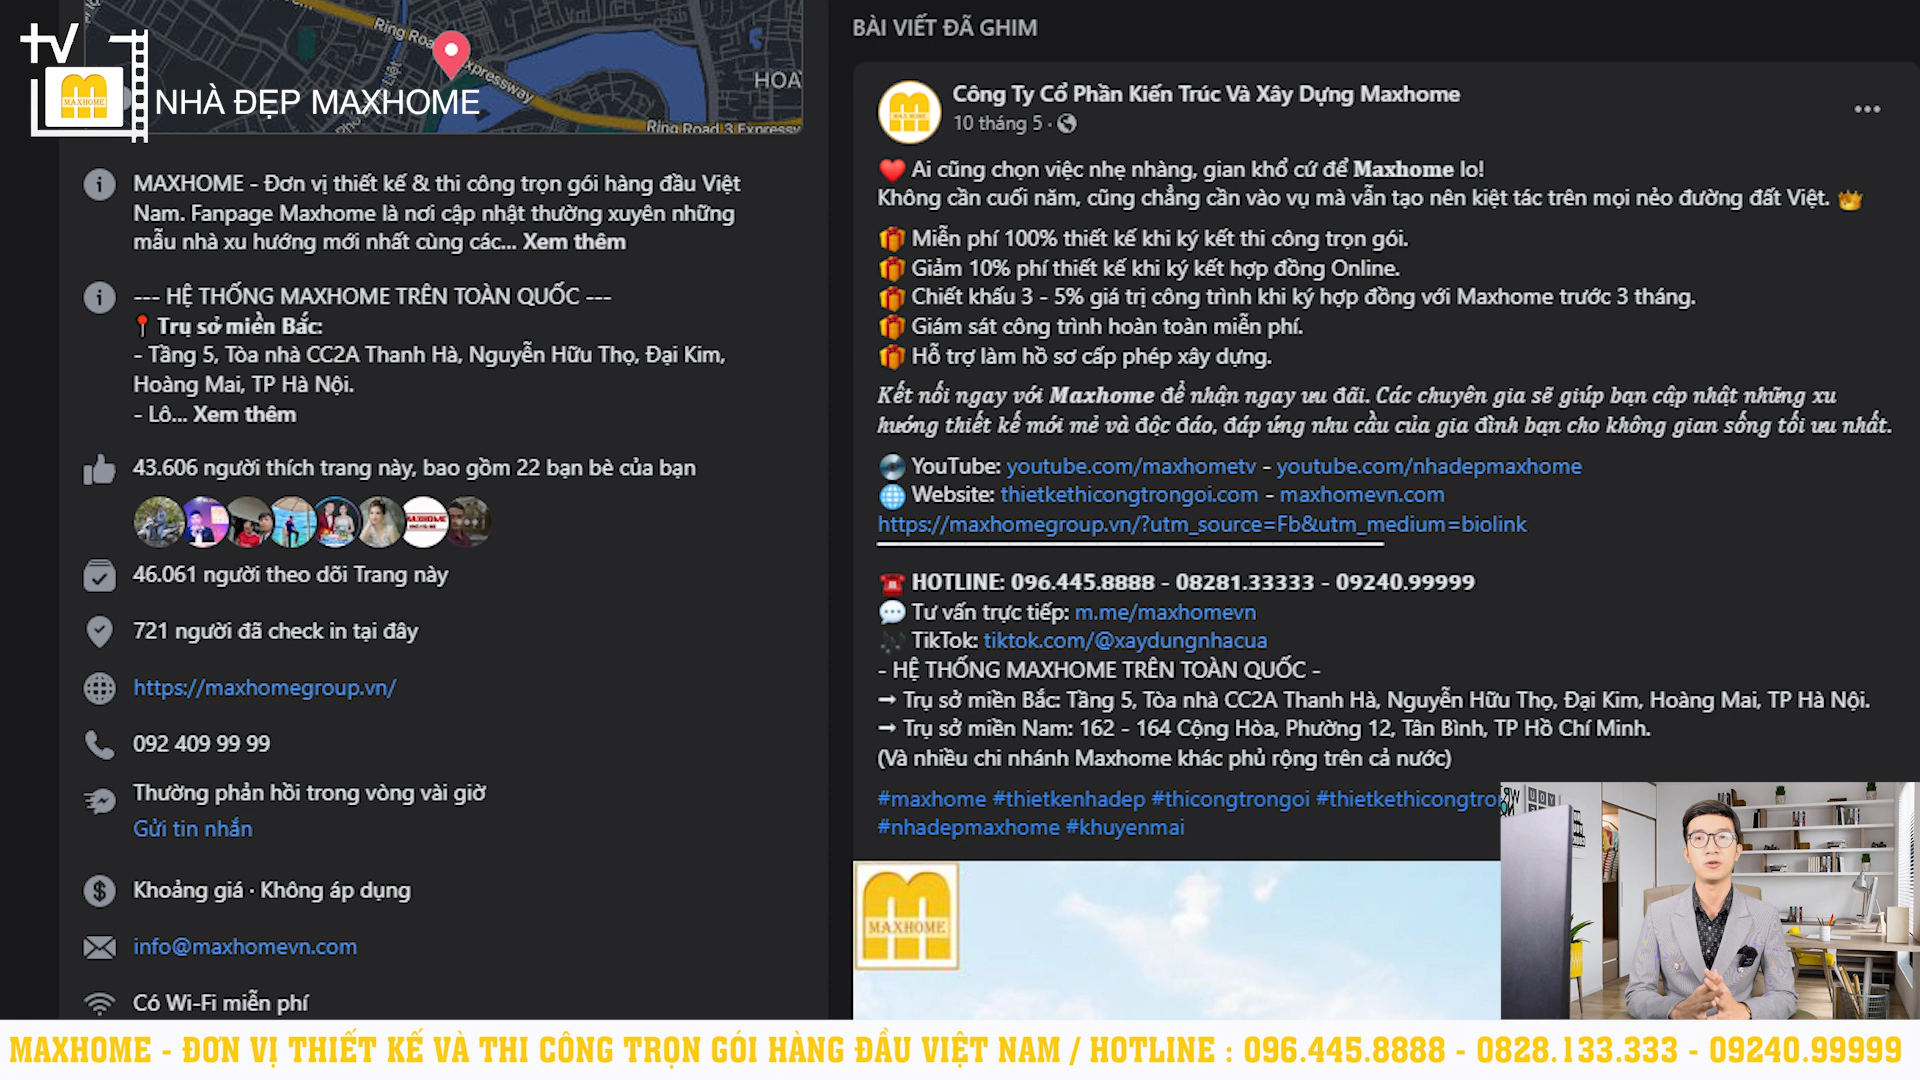 tv
MAXHOME
NHÀ ĐẸP MAXHOME
Ring Roa
xpressway
HOA
Ring Road 3 Expressw
MAXHOME - Đơn vị thiết kế & thi công trọn gói hàng đầu Việt
Nam. Fanpage Maxhome là nơi cập nhật thường xuyên những
mẫu nhà xu hướng mới nhất cùng các... Xem thêm
--- HỆ THỐNG MAXHOME TRÊN TOÀN QUỐC ---
📍 Trụ sở miền Bắc:
- Tầng 5, Tòa nhà CC2A Thanh Hà, Nguyễn Hữu Thọ, Đại Kim,
Hoàng Mai, TP Hà Nội.
- Lô... Xem thêm
43.606 người thích trang này, bao gồm 22 bạn bè của bạn
MAXHOME
46.061 người theo dõi Trang này
721 người đã check in tại đây
https://maxhomegroup.vn/
092 409 99 99
Thường phản hồi trong vòng vài giờ
Gửi tin nhắn
Khoảng giá · Không áp dụng
info@maxhomevn.com
Có Wi-Fi miễn phí
BÀI VIẾT ĐÃ GHIM
MAX HOME
Công Ty Cổ Phần Kiến Trúc Và Xây Dựng Maxhome
10 tháng 5 ·
❤️ Ai cũng chọn việc nhẹ nhàng, gian khổ cứ để Maxhome lo!
Không cần cuối năm, cũng chẳng cần vào vụ mà vẫn tạo nên kiệt tác trên mọi nẻo đường đất Việt. 👑
🎁 Miễn phí 100% thiết kế khi ký kết thi công trọn gói.
🎁 Giảm 10% phí thiết kế khi ký kết hợp đồng Online.
🎁 Chiết khấu 3 - 5% giá trị công trình khi ký hợp đồng với Maxhome trước 3 tháng.
🎁 Giám sát công trình hoàn toàn miễn phí.
🎁 Hỗ trợ làm hồ sơ cấp phép xây dựng.
Kết nối ngay với Maxhome để nhận ngay ưu đãi. Các chuyên gia sẽ giúp bạn cập nhật những xu
hướng thiết kế mới mẻ và độc đáo, đáp ứng nhu cầu của gia đình bạn cho không gian sống tối ưu nhất.
📀 YouTube: youtube.com/maxhometv - youtube.com/nhadepmaxhome
🌐 Website: thietkethicongtrongoi.com - maxhomevn.com
https://maxhomegroup.vn/?utm_source=Fb&utm_medium=biolink
☎️ HOTLINE: 096.445.8888 - 08281.33333 - 09240.99999
💬 Tư vấn trực tiếp: m.me/maxhomevn
🎶 TikTok: tiktok.com/@xaydungnhacua
- HỆ THỐNG MAXHOME TRÊN TOÀN QUỐC -
➞ Trụ sở miền Bắc: Tầng 5, Tòa nhà CC2A Thanh Hà, Nguyễn Hữu Thọ, Đại Kim, Hoàng Mai, TP Hà Nội.
➞ Trụ sở miền Nam: 162 - 164 Cộng Hòa, Phường 12, Tân Bình, TP Hồ Chí Minh.
(Và nhiều chi nhánh Maxhome khác phủ rộng trên cả nước)
#maxhome #thietkenhadep #thicongtrongoi #thietkethicongtro
#nhadepmaxhome #khuyenmai
MAXHOME
MAXHOME - ĐƠN VỊ THIẾT KẾ VÀ THI CÔNG TRỌN GÓI HÀNG ĐẦU VIỆT NAM / HOTLINE : 096.445.8888 - 0828.133.333 - 09240.99999